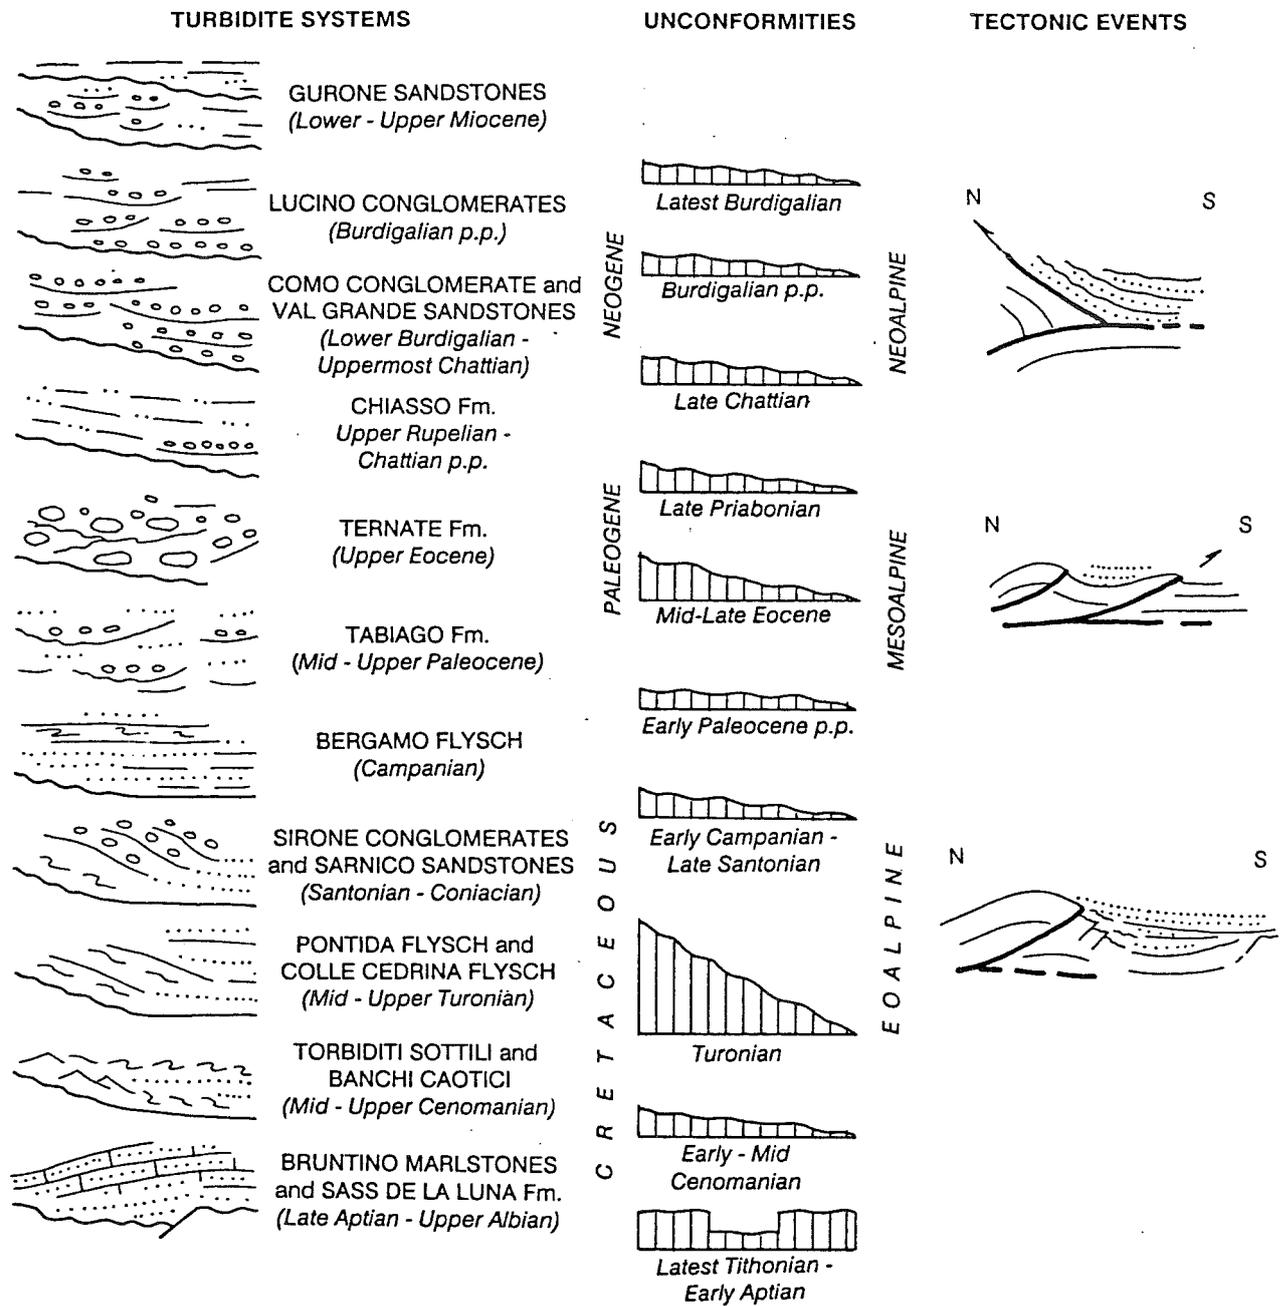 TURBIDITE SYSTEMS
GURONE SANDSTONES
(Lower - Upper Miocene)
LUCINO CONGLOMERATES
(Burdigalian p.p.)
COMO CONGLOMERATE and
VAL GRANDE SANDSTONES
(Lower Burdigalian -
Uppermost Chattian)
CHIASSO Fm.
Upper Rupelian -
Chattian p.p.
TERNATE Fm.
(Upper Eocene)
TABIAGO Fm.
(Mid - Upper Paleocene)
BERGAMO FLYSCH
(Campanian)
SIRONE CONGLOMERATES
and SARNICO SANDSTONES
(Santonian - Coniacian)
PONTIDA FLYSCH and
COLLE CEDRINA FLYSCH
(Mid - Upper Turonian)
TORBIDITI SOTTILI and
BANCHI CAOTICI
(Mid - Upper Cenomanian)
BRUNTINO MARLSTONES
and SASS DE LA LUNA Fm.
(Late Aptian - Upper Albian)
NEOGENE
PALEOGENE
CRETACEOUS
UNCONFORMITIES
Latest Burdigalian
Burdigalian p.p.
Late Chattian
Late Priabonian
Mid-Late Eocene
Early Paleocene p.p.
Early Campanian -
Late Santonian
Turonian
Early - Mid
Cenomanian
Latest Tithonian -
Early Aptian
TECTONIC EVENTS
NEOALPINE
N S
MESOALPINE
N S
EOALPINE
N S